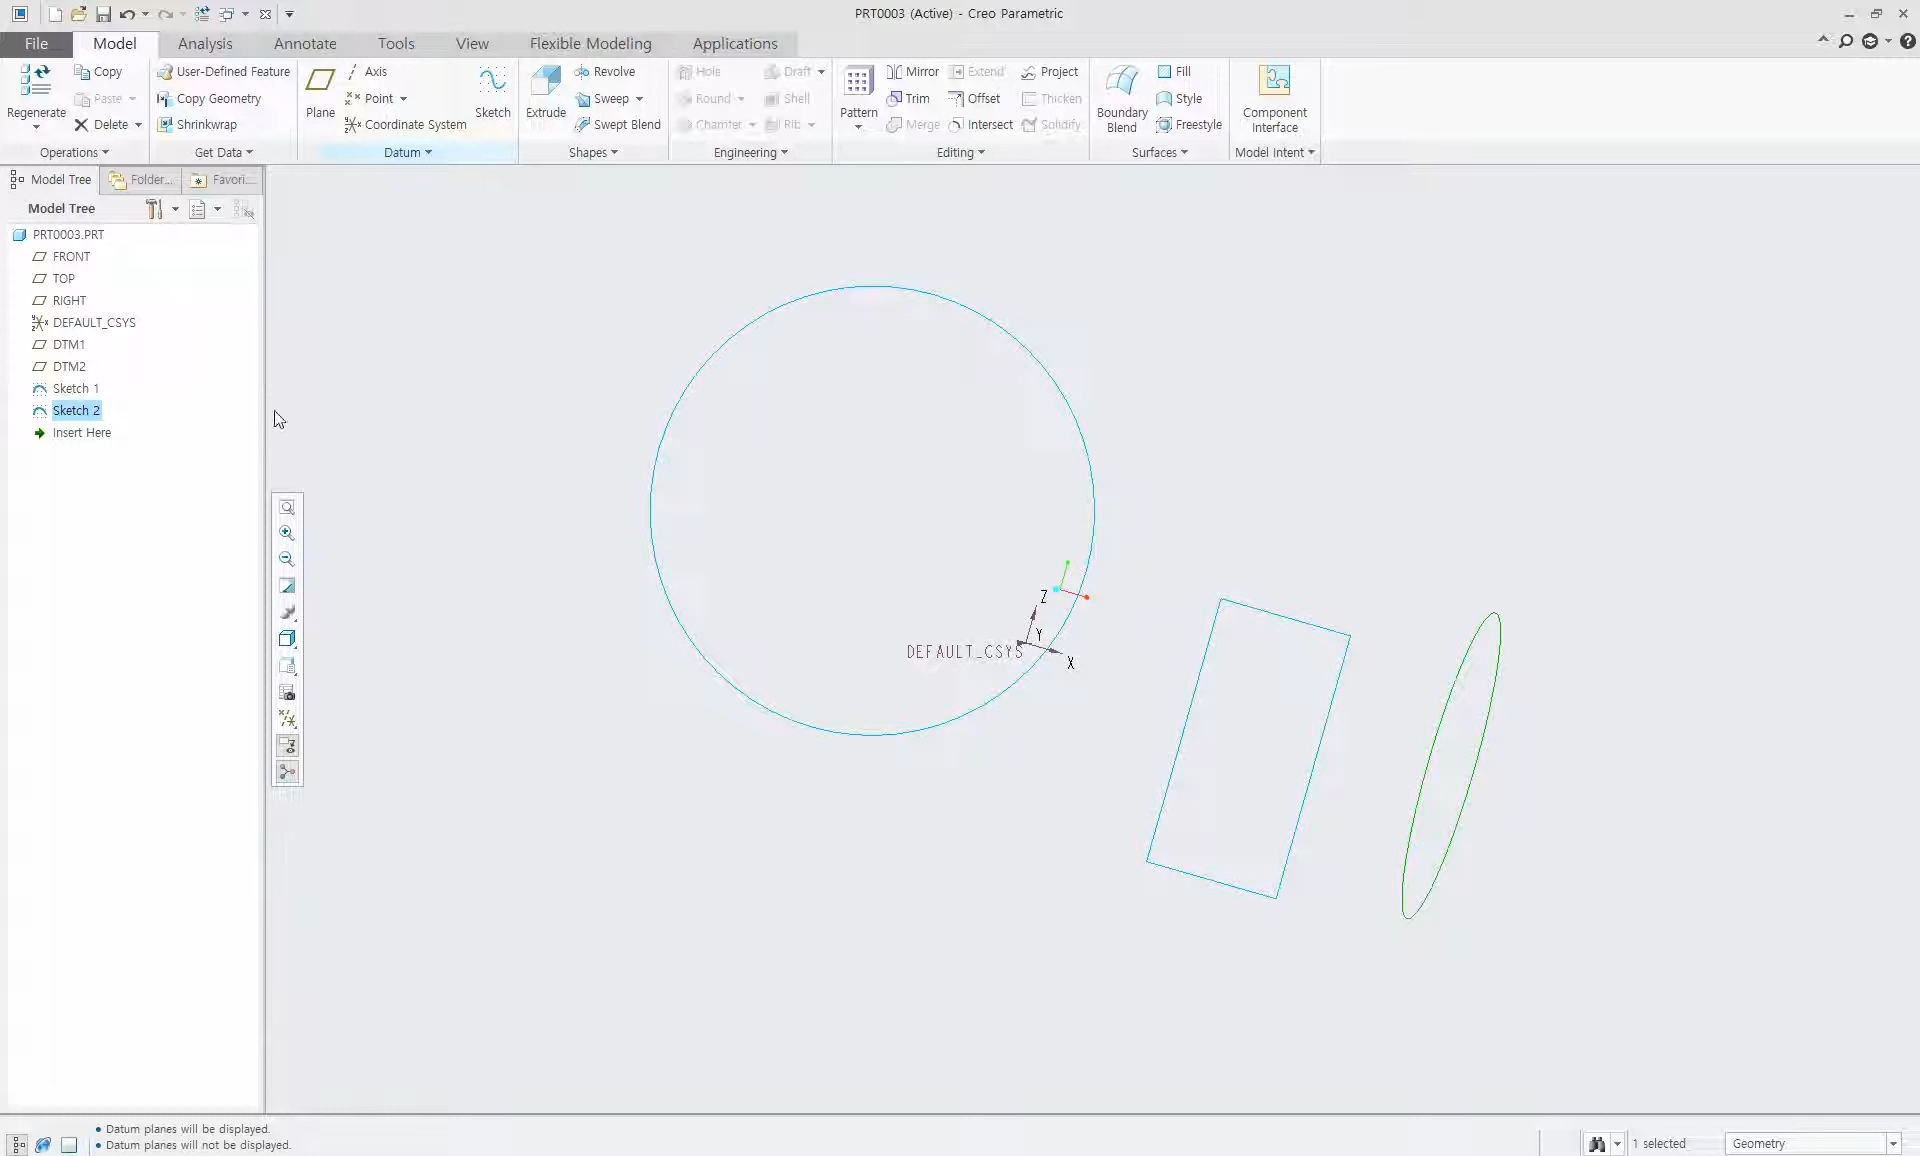 PRT0003 (Active) - Creo Parametric
File Model Analysis Annotate Tools View Flexible Modeling Applications
Regenerate Copy Paste Delete
Operations
User-Defined Feature
Copy Geometry
Shrinkwrap
Get Data
Plane Axis Point Coordinate System Sketch
Datum
Extrude Revolve Sweep Swept Blend
Shapes
Hole Draft
Round Shell
Chamfer Rib
Engineering
Pattern Mirror Extend Project
Trim Offset Thicken
Merge Intersect Solidify
Editing
Boundary Blend Fill Style Freestyle
Surfaces
Component Interface
Model Intent
Model Tree Folder... Favori...
Model Tree
PRT0003.PRT
FRONT
TOP
RIGHT
DEFAULT_CSYS
DTM1
DTM2
Sketch 1
Sketch 2
Insert Here
Z
Y
DEFAULT_CSYS
X
• Datum planes will be displayed.
• Datum planes will not be displayed.
1 selected
Geometry